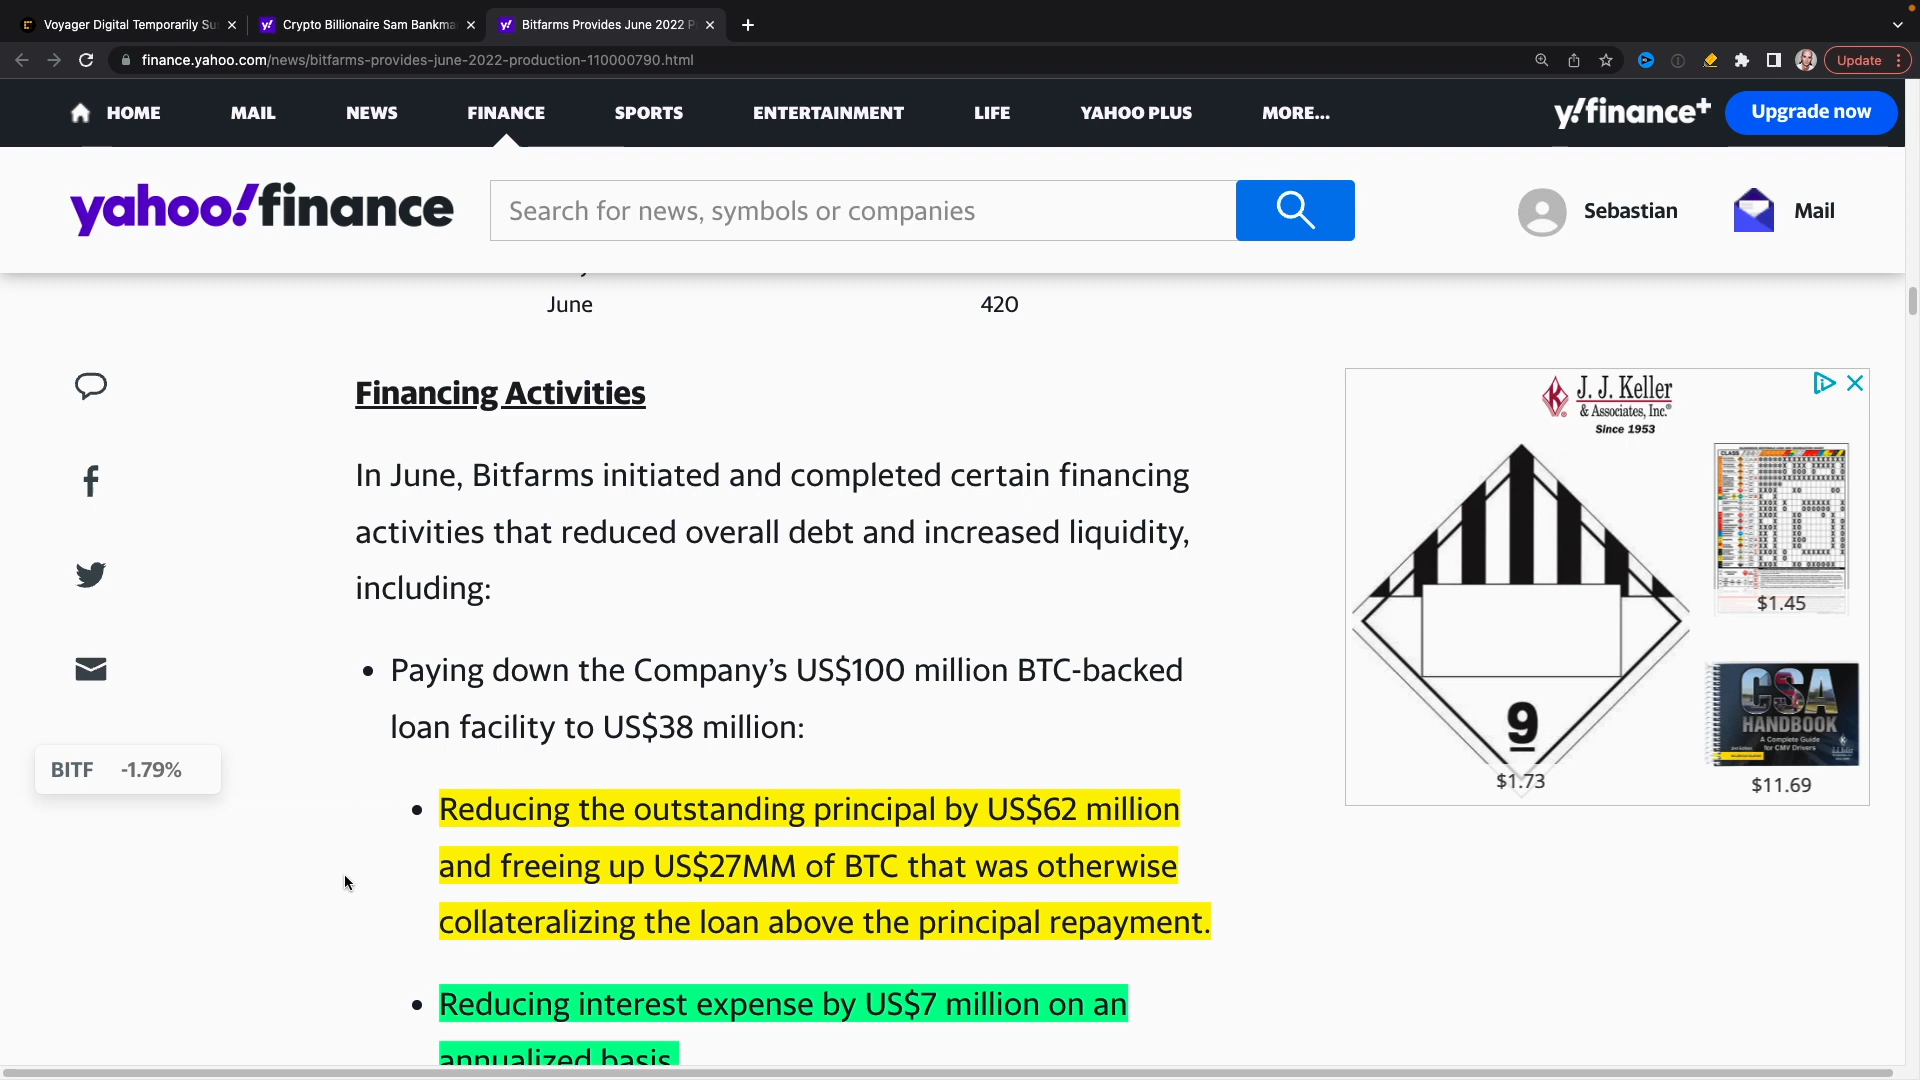 Voyager Digital Temporarily Su
Crypto Billionaire Sam Bankma
Bitfarms Provides June 2022 P
finance.yahoo.com/news/bitfarms-provides-june-2022-production-110000790.html
Update
HOME
MAIL
NEWS
FINANCE
SPORTS
ENTERTAINMENT
LIFE
YAHOO PLUS
MORE...
y!finance+
Upgrade now
yahoo!finance
Search for news, symbols or companies
Sebastian
Mail
June 420
Financing Activities
In June, Bitfarms initiated and completed certain financing
activities that reduced overall debt and increased liquidity,
including:
• Paying down the Company’s US$100 million BTC-backed
loan facility to US$38 million:
• Reducing the outstanding principal by US$62 million
and freeing up US$27MM of BTC that was otherwise
collateralizing the loan above the principal repayment.
• Reducing interest expense by US$7 million on an
annualized basis.
BITF -1.79%
J. J. Keller
& Associates, Inc.®
Since 1953
9
$1.73
$1.45
CSA
HANDBOOK
A Complete Guide
for CMV Drivers
$11.69